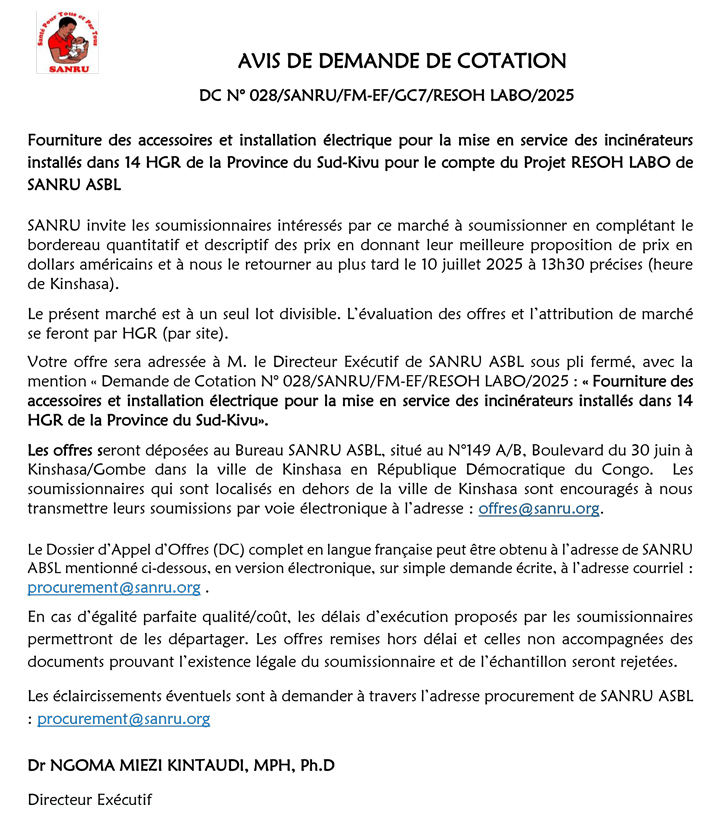 Santé Pour Tous et Par Tous
SANRU
AVIS DE DEMANDE DE COTATION
DC N° 028/SANRU/FM-EF/GC7/RESOH LABO/2025
Fourniture des accessoires et installation électrique pour la mise en service des incinérateurs
installés dans 14 HGR de la Province du Sud-Kivu pour le compte du Projet RESOH LABO de
SANRU ASBL
SANRU invite les soumissionnaires intéressés par ce marché à soumissionner en complétant le
bordereau quantitatif et descriptif des prix en donnant leur meilleure proposition de prix en
dollars américains et à nous le retourner au plus tard le 10 juillet 2025 à 13h30 précises (heure
de Kinshasa).
Le présent marché est à un seul lot divisible. L'évaluation des offres et l'attribution de marché
se feront par HGR (par site).
Votre offre sera adressée à M. le Directeur Exécutif de SANRU ASBL sous pli fermé, avec la
mention « Demande de Cotation N° 028/SANRU/FM-EF/RESOH LABO/2025 : « Fourniture des
accessoires et installation électrique pour la mise en service des incinérateurs installés dans 14
HGR de la Province du Sud-Kivu».
Les offres seront déposées au Bureau SANRU ASBL, situé au N°149 A/B, Boulevard du 30 juin à
Kinshasa/Gombe dans la ville de Kinshasa en République Démocratique du Congo. Les
soumissionnaires qui sont localisés en dehors de la ville de Kinshasa sont encouragés à nous
transmettre leurs soumissions par voie électronique à l'adresse : offres@sanru.org.
Le Dossier d'Appel d'Offres (DC) complet en langue française peut être obtenu à l'adresse de SANRU
ABSL mentionné ci-dessous, en version électronique, sur simple demande écrite, à l'adresse courriel :
procurement@sanru.org .
En cas d'égalité parfaite qualité/coût, les délais d'exécution proposés par les soumissionnaires
permettront de les départager. Les offres remises hors délai et celles non accompagnées des
documents prouvant l'existence légale du soumissionnaire et de l'échantillon seront rejetées.
Les éclaircissements éventuels sont à demander à travers l'adresse procurement de SANRU ASBL
: procurement@sanru.org
Dr NGOMA MIEZI KINTAUDI, MPH, Ph.D
Directeur Exécutif